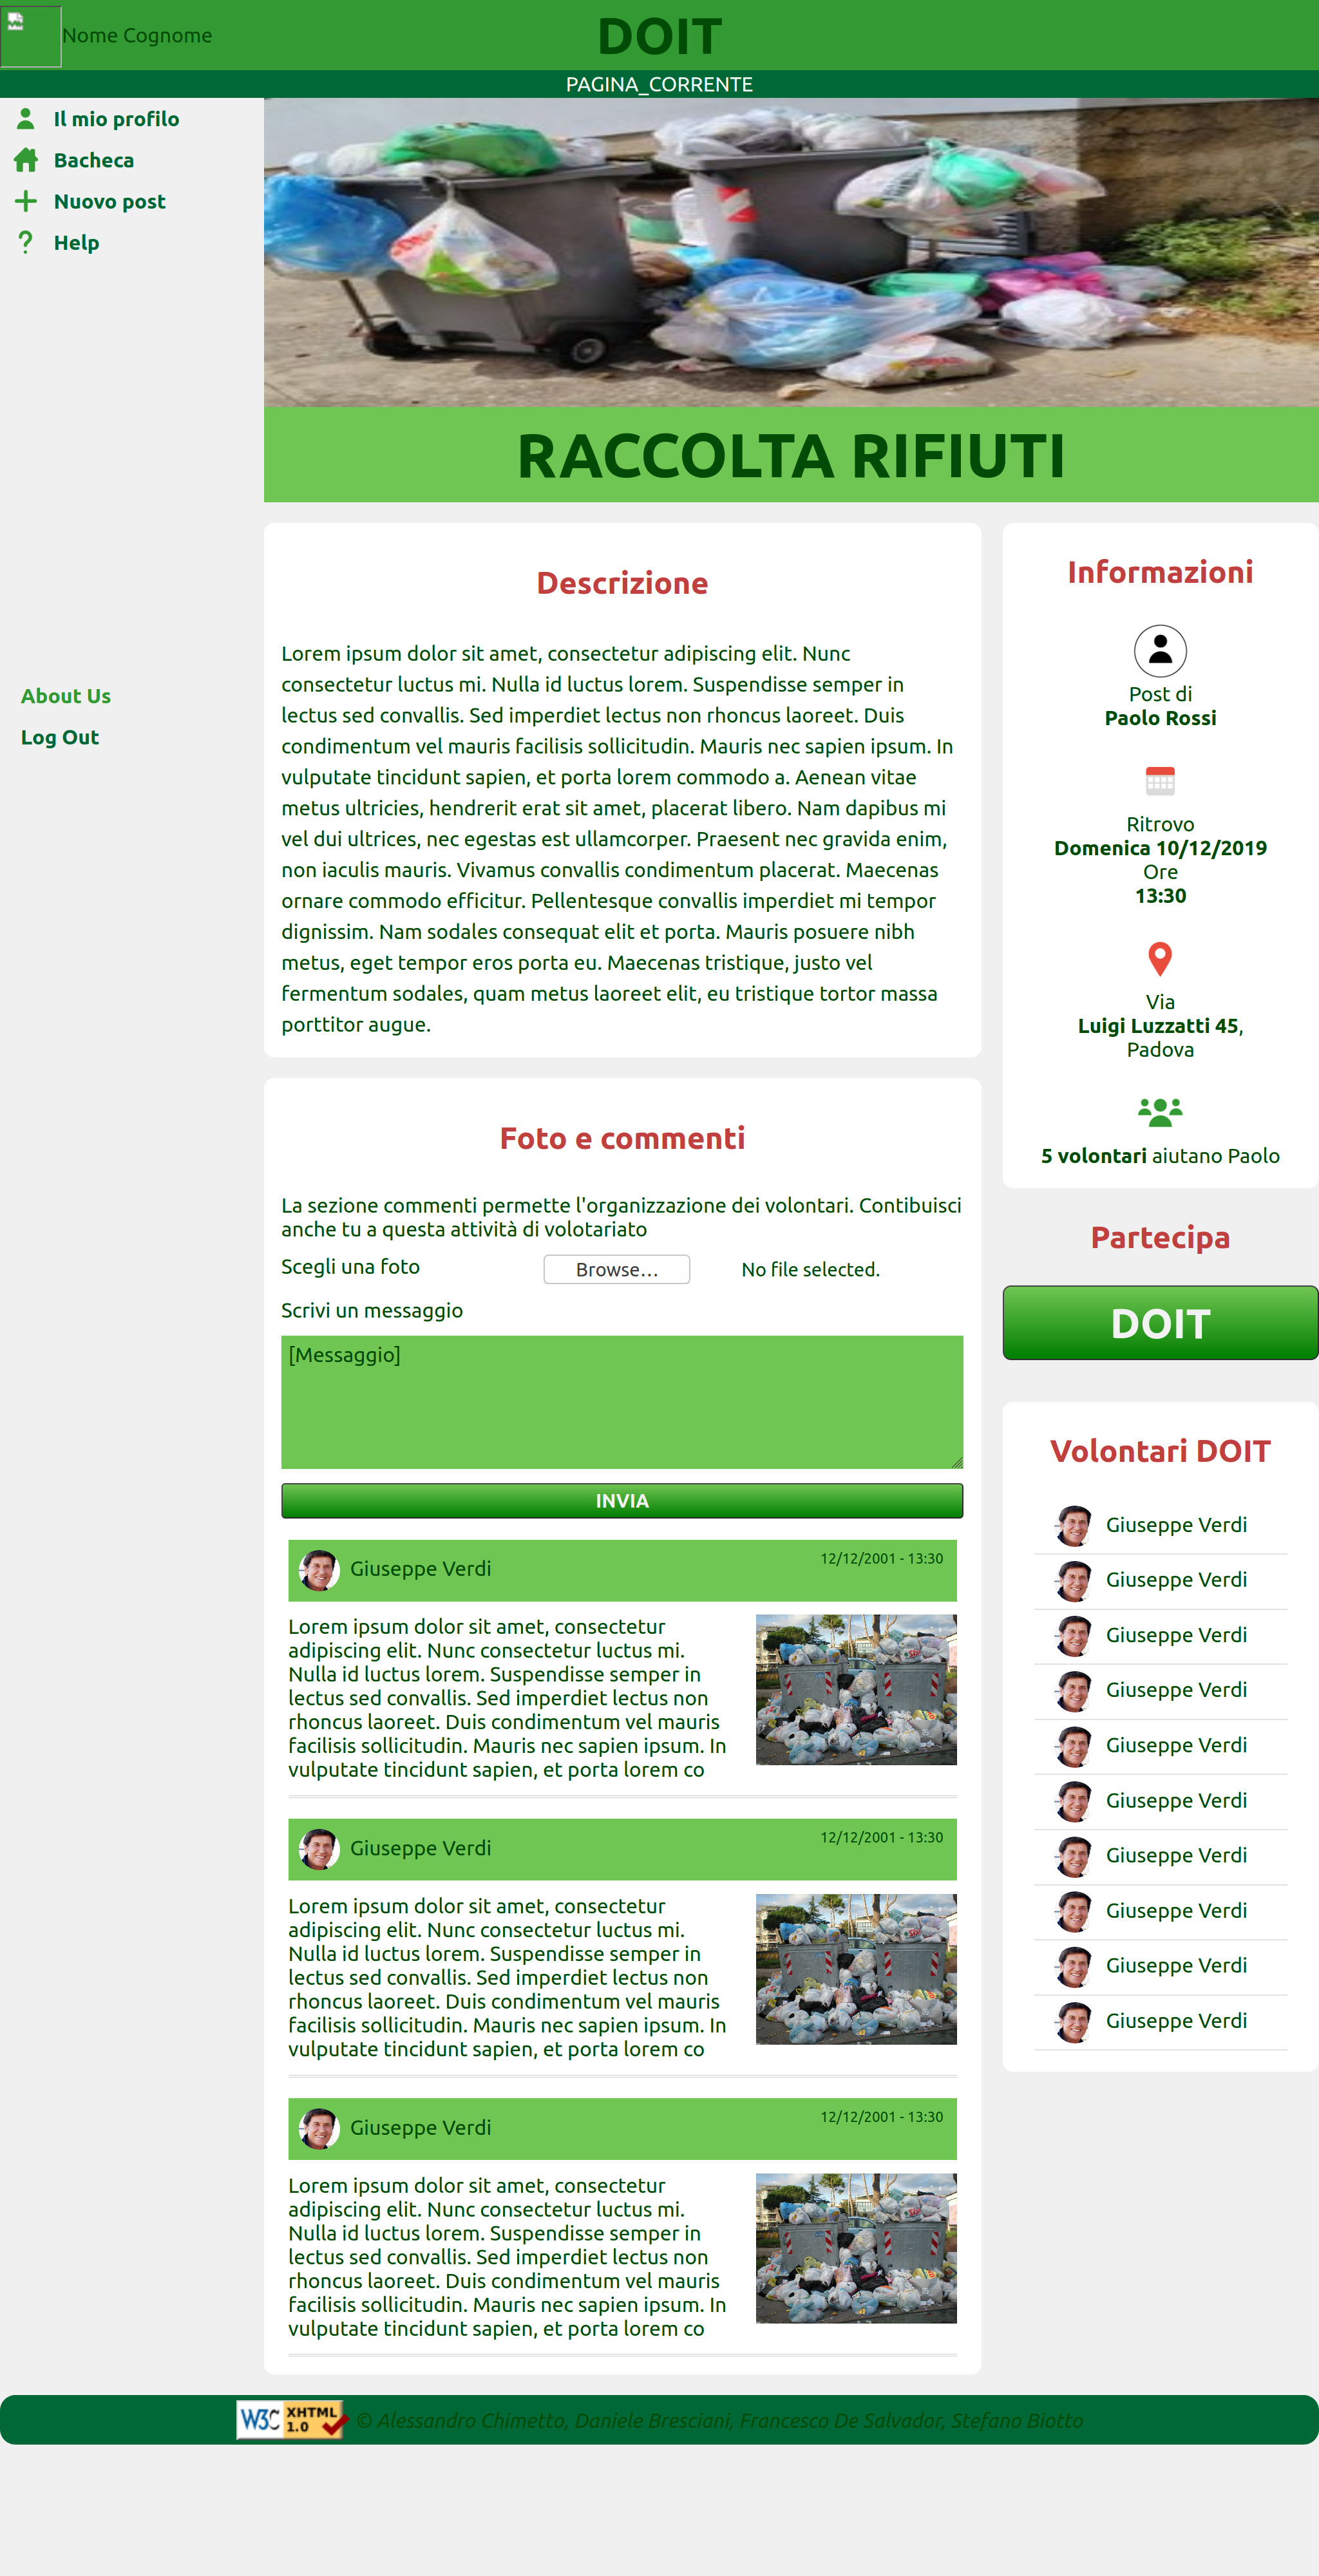 Nome Cognome
DOIT
PAGINA_CORRENTE
Il mio profilo
Bacheca
Nuovo post
Help
About Us
Log Out
RACCOLTA RIFIUTI
Descrizione
Lorem ipsum dolor sit amet, consectetur adipiscing elit. Nunc
consectetur luctus mi. Nulla id luctus lorem. Suspendisse semper in
lectus sed convallis. Sed imperdiet lectus non rhoncus laoreet. Duis
condimentum vel mauris facilisis sollicitudin. Mauris nec sapien ipsum. In
vulputate tincidunt sapien, et porta lorem commodo a. Aenean vitae
metus ultricies, hendrerit erat sit amet, placerat libero. Nam dapibus mi
vel dui ultrices, nec egestas est ullamcorper. Praesent nec gravida enim,
non iaculis mauris. Vivamus convallis condimentum placerat. Maecenas
ornare commodo efficitur. Pellentesque convallis imperdiet mi tempor
dignissim. Nam sodales consequat elit et porta. Mauris posuere nibh
metus, eget tempor eros porta eu. Maecenas tristique, justo vel
fermentum sodales, quam metus laoreet elit, eu tristique tortor massa
porttitor augue.
Foto e commenti
La sezione commenti permette l'organizzazione dei volontari. Contibuisci
anche tu a questa attività di volotariato
Scegli una foto
Browse...
No file selected.
Scrivi un messaggio
[Messaggio]
INVIA
Giuseppe Verdi
12/12/2001 - 13:30
Lorem ipsum dolor sit amet, consectetur
adipiscing elit. Nunc consectetur luctus mi.
Nulla id luctus lorem. Suspendisse semper in
lectus sed convallis. Sed imperdiet lectus non
rhoncus laoreet. Duis condimentum vel mauris
facilisis sollicitudin. Mauris nec sapien ipsum. In
vulputate tincidunt sapien, et porta lorem co
Giuseppe Verdi
12/12/2001 - 13:30
Lorem ipsum dolor sit amet, consectetur
adipiscing elit. Nunc consectetur luctus mi.
Nulla id luctus lorem. Suspendisse semper in
lectus sed convallis. Sed imperdiet lectus non
rhoncus laoreet. Duis condimentum vel mauris
facilisis sollicitudin. Mauris nec sapien ipsum. In
vulputate tincidunt sapien, et porta lorem co
Giuseppe Verdi
12/12/2001 - 13:30
Lorem ipsum dolor sit amet, consectetur
adipiscing elit. Nunc consectetur luctus mi.
Nulla id luctus lorem. Suspendisse semper in
lectus sed convallis. Sed imperdiet lectus non
rhoncus laoreet. Duis condimentum vel mauris
facilisis sollicitudin. Mauris nec sapien ipsum. In
vulputate tincidunt sapien, et porta lorem co
Informazioni
Post di
Paolo Rossi
Ritrovo
Domenica 10/12/2019
Ore
13:30
Via
Luigi Luzzatti 45,
Padova
5 volontari aiutano Paolo
Partecipa
DOIT
Volontari DOIT
Giuseppe Verdi
Giuseppe Verdi
Giuseppe Verdi
Giuseppe Verdi
Giuseppe Verdi
Giuseppe Verdi
Giuseppe Verdi
Giuseppe Verdi
Giuseppe Verdi
Giuseppe Verdi
W3C XHTML 1.0
© Alessandro Chimetto, Daniele Bresciani, Francesco De Salvador, Stefano Biotto